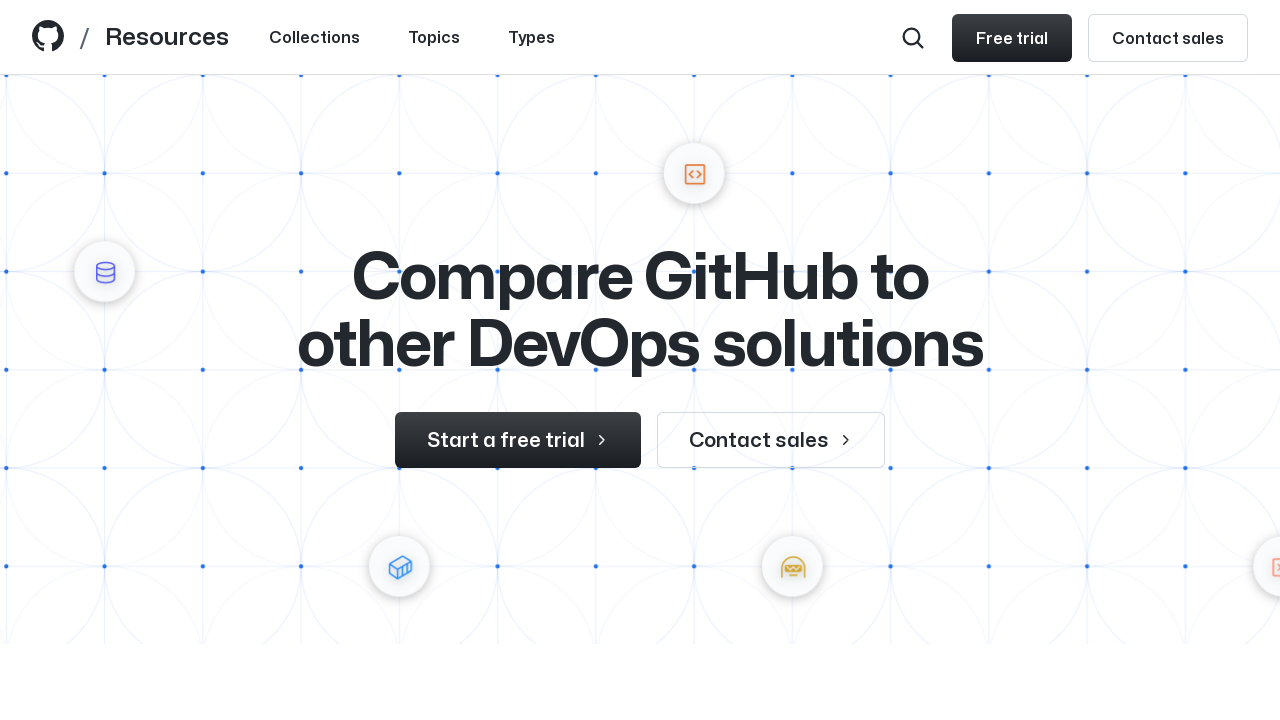 / Resources Collections Topics Types Free trial Contact sales
Compare GitHub to
other DevOps solutions
Start a free trial Contact sales